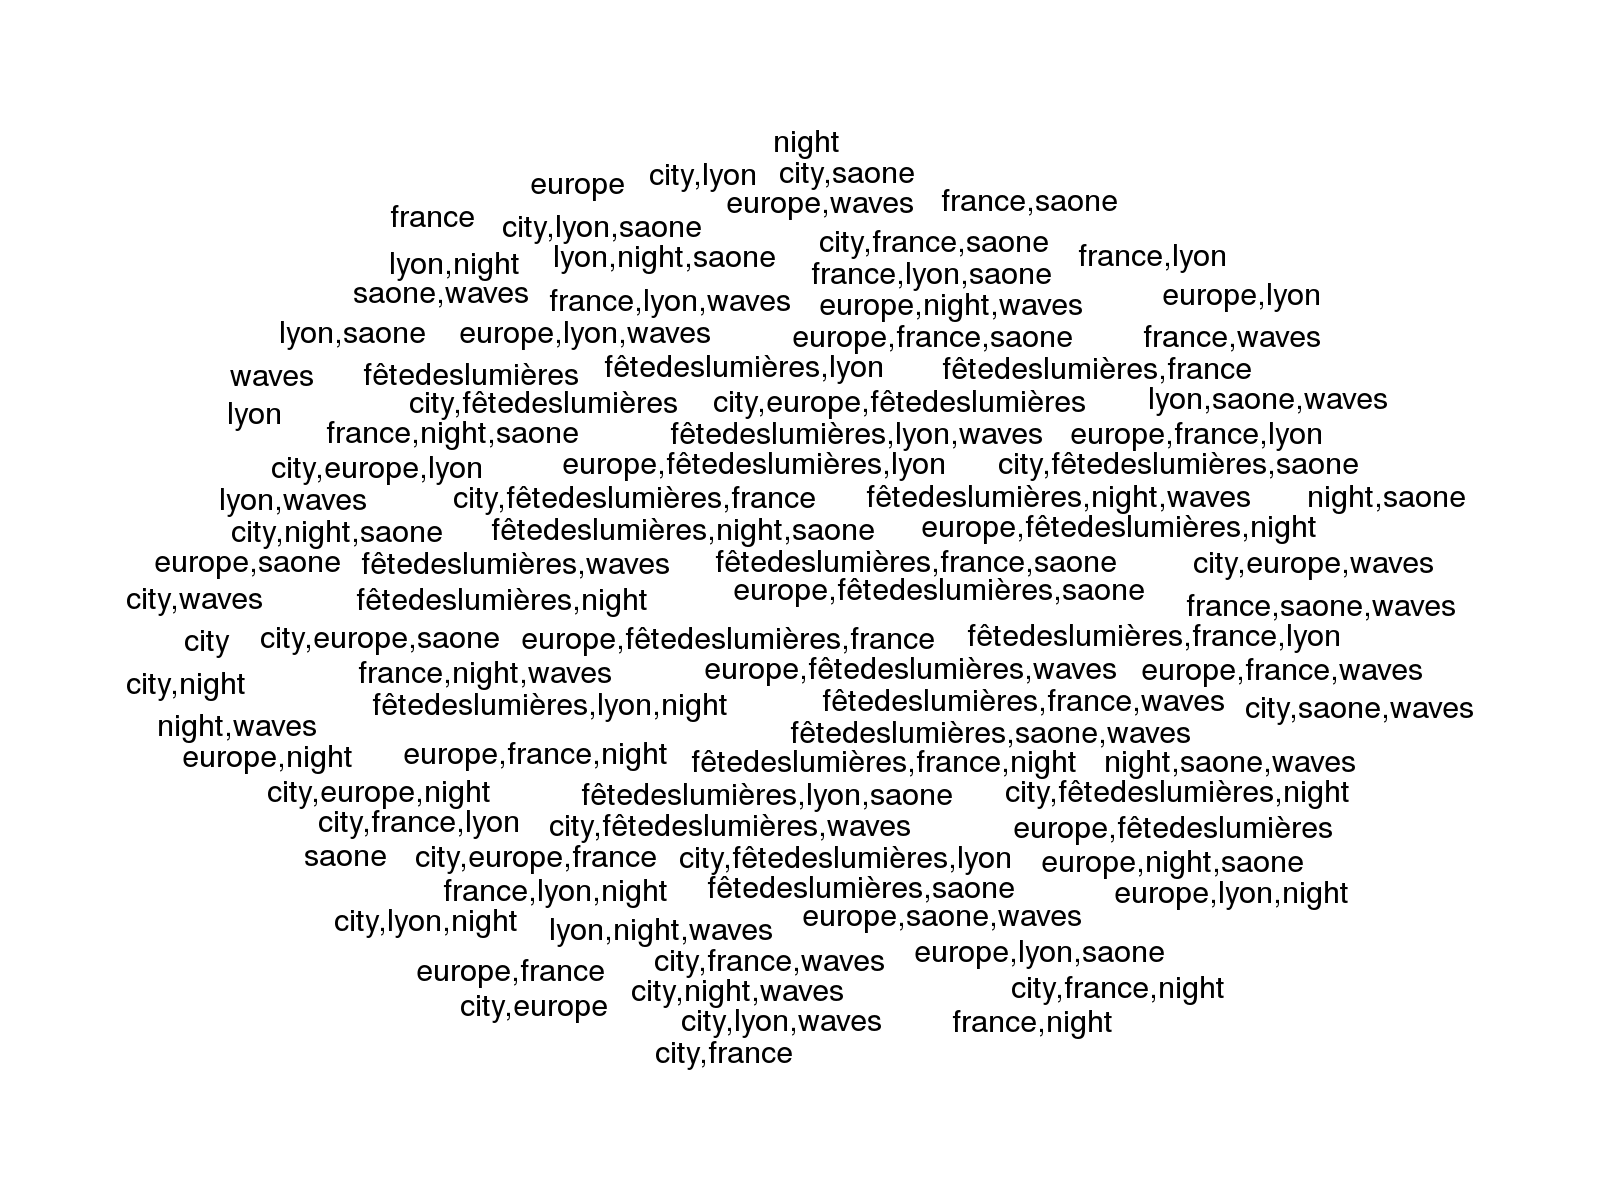 night
europe city,lyon city,saone
europe,waves france,saone
france city,lyon,saone
city,france,saone
lyon,night lyon,night,saone france,lyon
france,lyon,saone
saone,waves france,lyon,waves europe,night,waves europe,lyon
lyon,saone europe,lyon,waves europe,france,saone france,waves
waves fêtedeslumières fêtedeslumières,lyon fêtedeslumières,france
lyon city,fêtedeslumières city,europe,fêtedeslumières lyon,saone,waves
france,night,saone fêtedeslumières,lyon,waves europe,france,lyon
city,europe,lyon europe,fêtedeslumières,lyon city,fêtedeslumières,saone
lyon,waves city,fêtedeslumières,france fêtedeslumières,night,waves night,saone
city,night,saone fêtedeslumières,night,saone europe,fêtedeslumières,night
europe,saone fêtedeslumières,waves fêtedeslumières,france,saone city,europe,waves
city,waves fêtedeslumières,night europe,fêtedeslumières,saone france,saone,waves
city city,europe,saone europe,fêtedeslumières,france fêtedeslumières,france,lyon
city,night france,night,waves europe,fêtedeslumières,waves europe,france,waves
fêtedeslumières,lyon,night fêtedeslumières,france,waves city,saone,waves
night,waves fêtedeslumières,saone,waves
europe,night europe,france,night fêtedeslumières,france,night night,saone,waves
city,europe,night fêtedeslumières,lyon,saone city,fêtedeslumières,night
city,france,lyon city,fêtedeslumières,waves europe,fêtedeslumières
saone city,europe,france city,fêtedeslumières,lyon europe,night,saone
france,lyon,night fêtedeslumières,saone europe,lyon,night
city,lyon,night lyon,night,waves europe,saone,waves
europe,france city,france,waves europe,lyon,saone
city,europe city,night,waves city,france,night
city,lyon,waves france,night
city,france